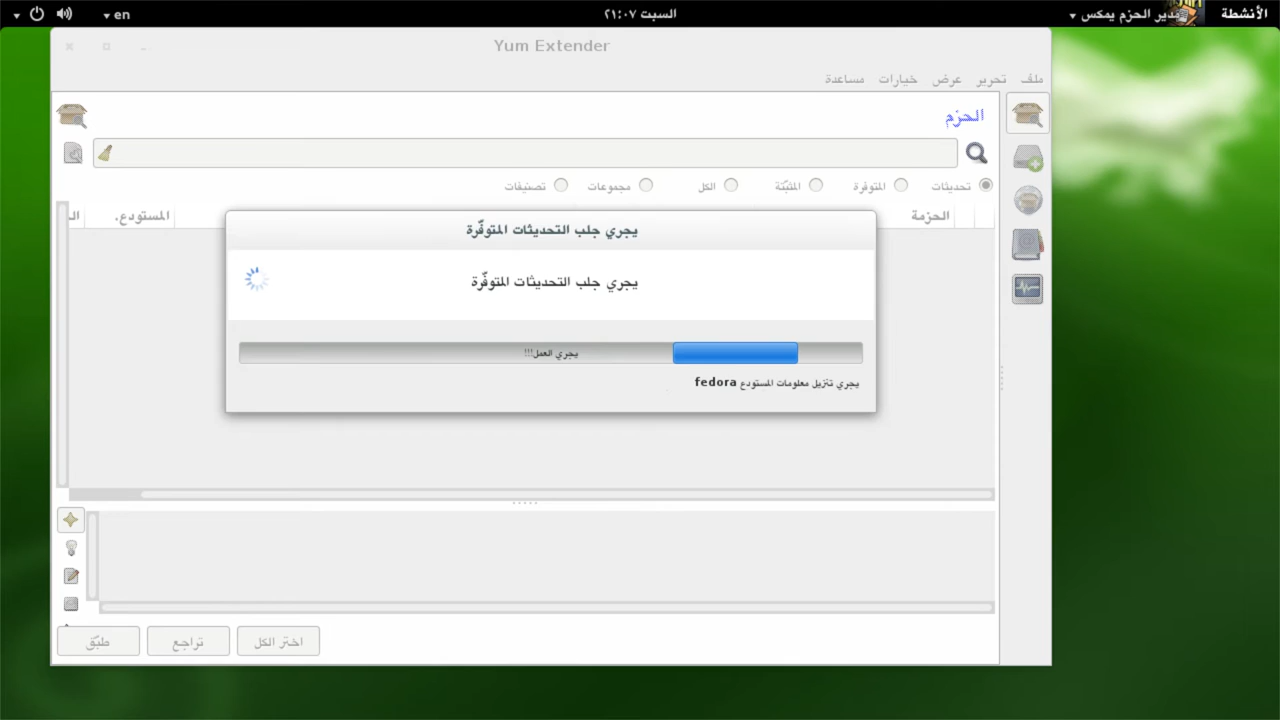 الأنشطة
مدير الحزم يمكس
السبت ٢١:٠٧
en
Yum Extender
ملف تحرير عرض خيارات مساعدة
الحزم
تحديثات المتوفرة المثبّتة الكل مجموعات تصنيفات
الحزمة المستودع.
يجري جلب التحديثات المتوفّرة
يجري جلب التحديثات المتوفّرة
يجري العمل!!!
يجري تنزيل معلومات المستودع fedora
اختر الكل تراجع طبّق